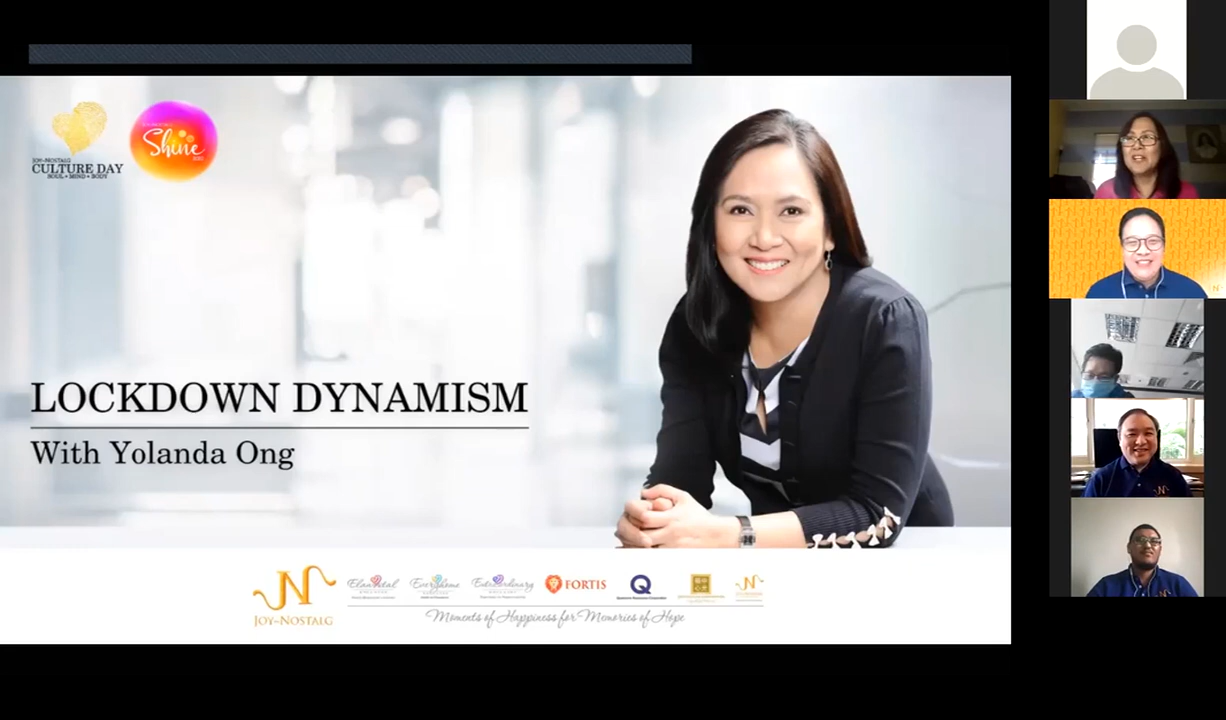 JOY~NOSTALG
CULTURE DAY
SOUL • MIND • BODY
Shine
LOCKDOWN DYNAMISM
With Yolanda Ong
JOY~NOSTALG
FORTIS
Q
Moments of Happiness for Memories of Hope